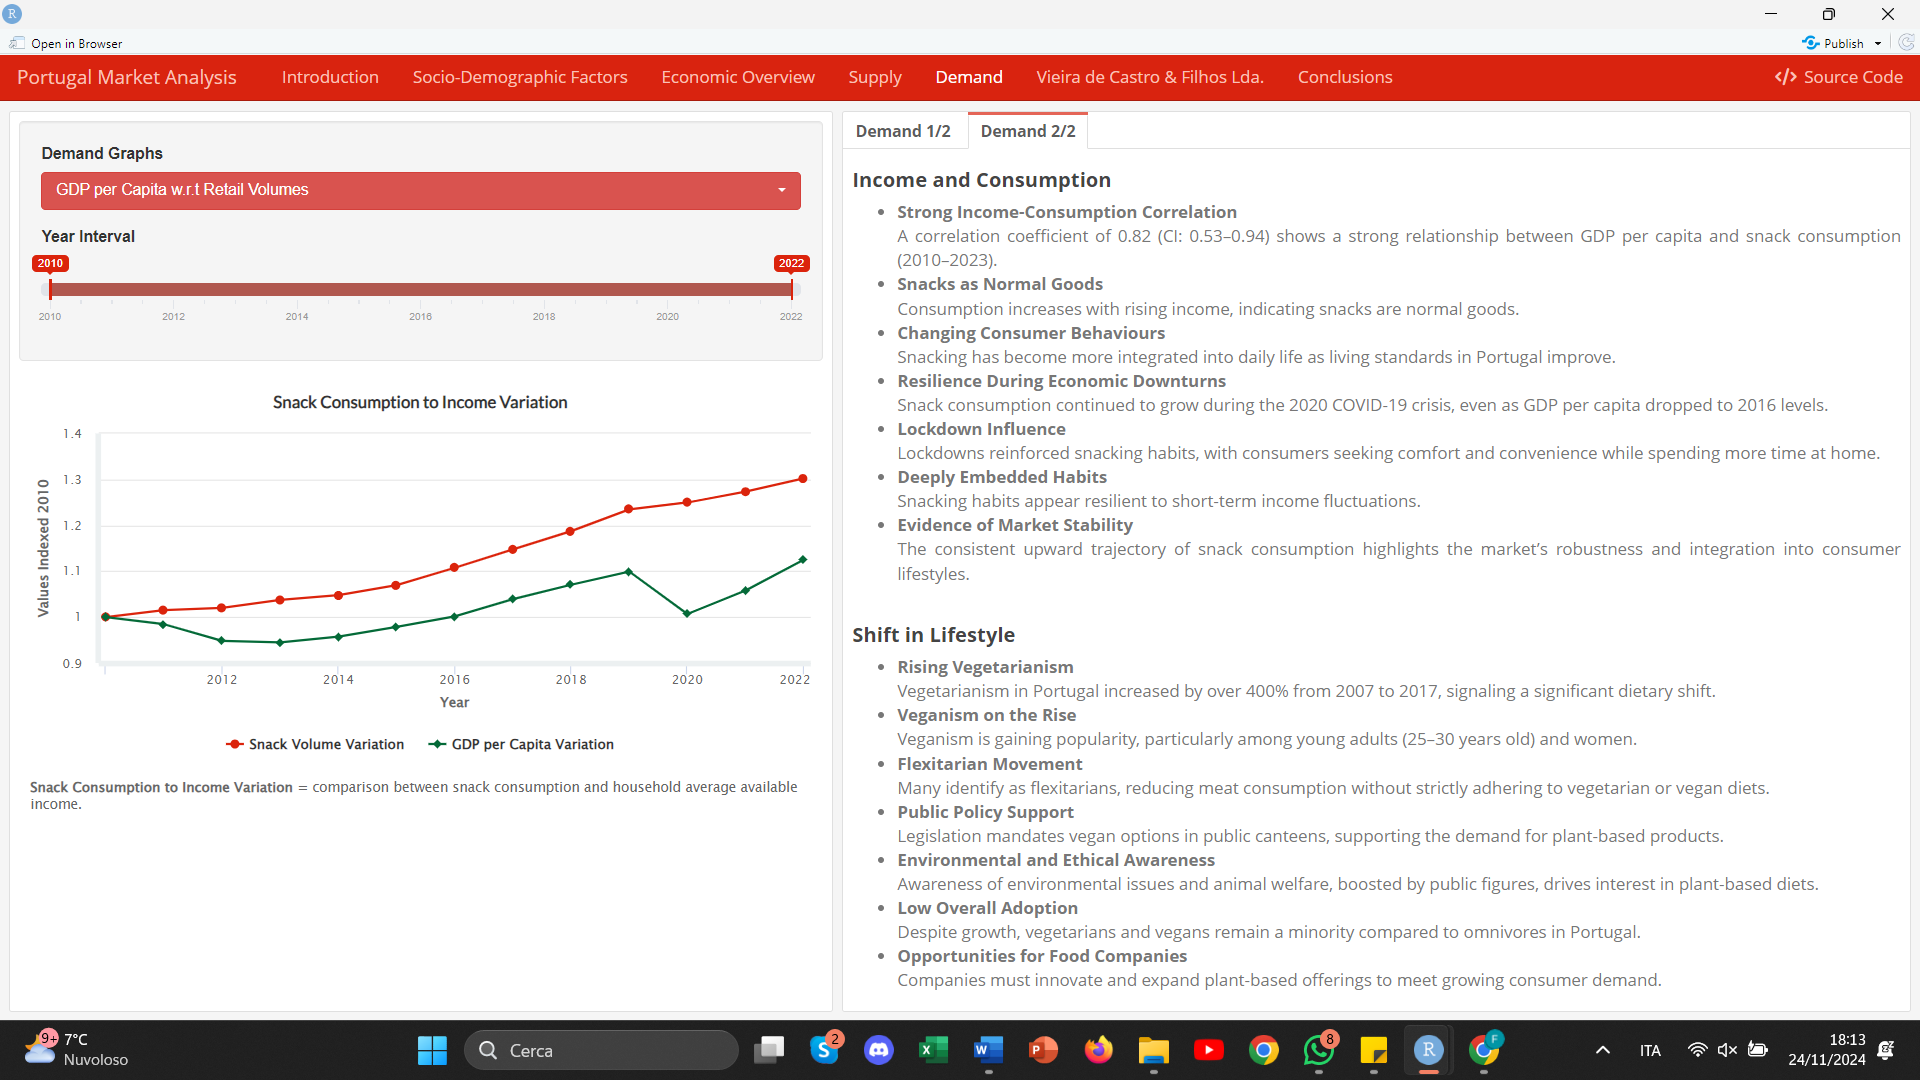 R
Open in Browser
Publish
Portugal Market Analysis
Introduction
Socio-Demographic Factors
Economic Overview
Supply
Demand
Vieira de Castro & Filhos Lda.
Conclusions
</> Source Code
Demand Graphs
GDP per Capita w.r.t Retail Volumes
Year Interval
2010
2022
2010 2012 2014 2016 2018 2020 2022
Snack Consumption to Income Variation
Values Indexed 2010
1.4
1.3
1.2
1.1
1
0.9
2012 2014 2016 2018 2020 2022
Year
Snack Volume Variation
GDP per Capita Variation
Snack Consumption to Income Variation = comparison between snack consumption and household average available
income.
Demand 1/2
Demand 2/2
Income and Consumption
• Strong Income-Consumption Correlation
A correlation coefficient of 0.82 (CI: 0.53–0.94) shows a strong relationship between GDP per capita and snack consumption
(2010–2023).
• Snacks as Normal Goods
Consumption increases with rising income, indicating snacks are normal goods.
• Changing Consumer Behaviours
Snacking has become more integrated into daily life as living standards in Portugal improve.
• Resilience During Economic Downturns
Snack consumption continued to grow during the 2020 COVID-19 crisis, even as GDP per capita dropped to 2016 levels.
• Lockdown Influence
Lockdowns reinforced snacking habits, with consumers seeking comfort and convenience while spending more time at home.
• Deeply Embedded Habits
Snacking habits appear resilient to short-term income fluctuations.
• Evidence of Market Stability
The consistent upward trajectory of snack consumption highlights the market’s robustness and integration into consumer
lifestyles.
Shift in Lifestyle
• Rising Vegetarianism
Vegetarianism in Portugal increased by over 400% from 2007 to 2017, signaling a significant dietary shift.
• Veganism on the Rise
Veganism is gaining popularity, particularly among young adults (25–30 years old) and women.
• Flexitarian Movement
Many identify as flexitarians, reducing meat consumption without strictly adhering to vegetarian or vegan diets.
• Public Policy Support
Legislation mandates vegan options in public canteens, supporting the demand for plant-based products.
• Environmental and Ethical Awareness
Awareness of environmental issues and animal welfare, boosted by public figures, drives interest in plant-based diets.
• Low Overall Adoption
Despite growth, vegetarians and vegans remain a minority compared to omnivores in Portugal.
• Opportunities for Food Companies
Companies must innovate and expand plant-based offerings to meet growing consumer demand.
9+
7°C
Nuvoloso
Cerca
S
2
W
P
8
R
F
ITA
18:13
24/11/2024